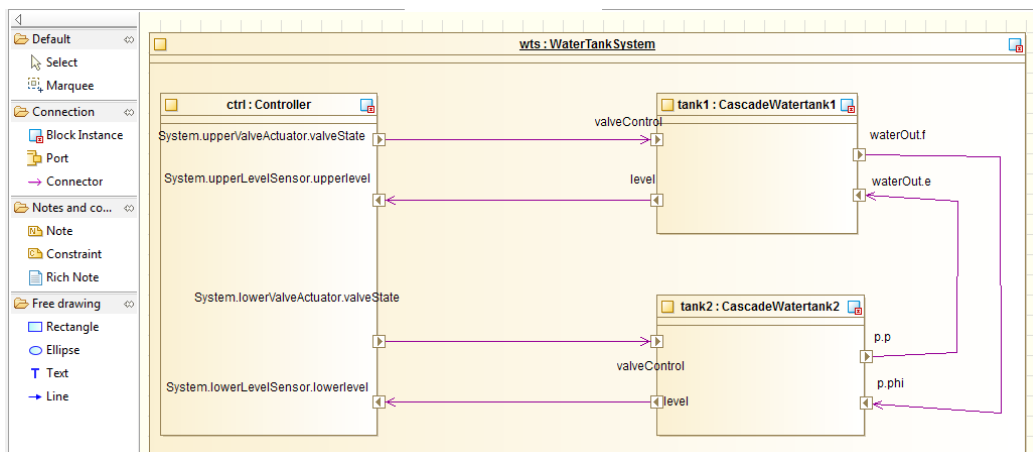 Default
Select
Marquee
Connection
Block Instance
Port
Connector
Notes and co...
Note
Constraint
Rich Note
Free drawing
Rectangle
Ellipse
T Text
Line
wts : WaterTankSystem
ctrl : Controller
System.upperValveActuator.valveState
System.upperLevelSensor.upperlevel
System.lowerValveActuator.valveState
System.lowerLevelSensor.lowerlevel
tank1 : CascadeWatertank1
valveControl
level
waterOut.f
waterOut.e
tank2 : CascadeWatertank2
valveControl
level
p.p
p.phi